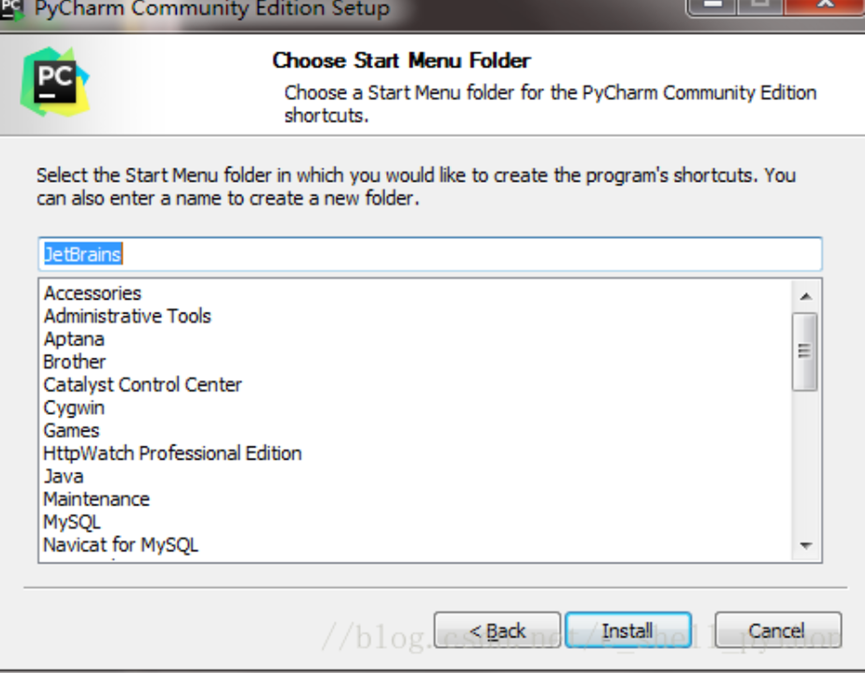 PyCharm Community Edition Setup
PC
Choose Start Menu Folder
Choose a Start Menu folder for the PyCharm Community Edition
shortcuts.
Select the Start Menu folder in which you would like to create the program's shortcuts. You
can also enter a name to create a new folder.
JetBrains
Accessories
Administrative Tools
Aptana
Brother
Catalyst Control Center
Cygwin
Games
HttpWatch Professional Edition
Java
Maintenance
MySQL
Navicat for MySQL
< Back Install Cancel